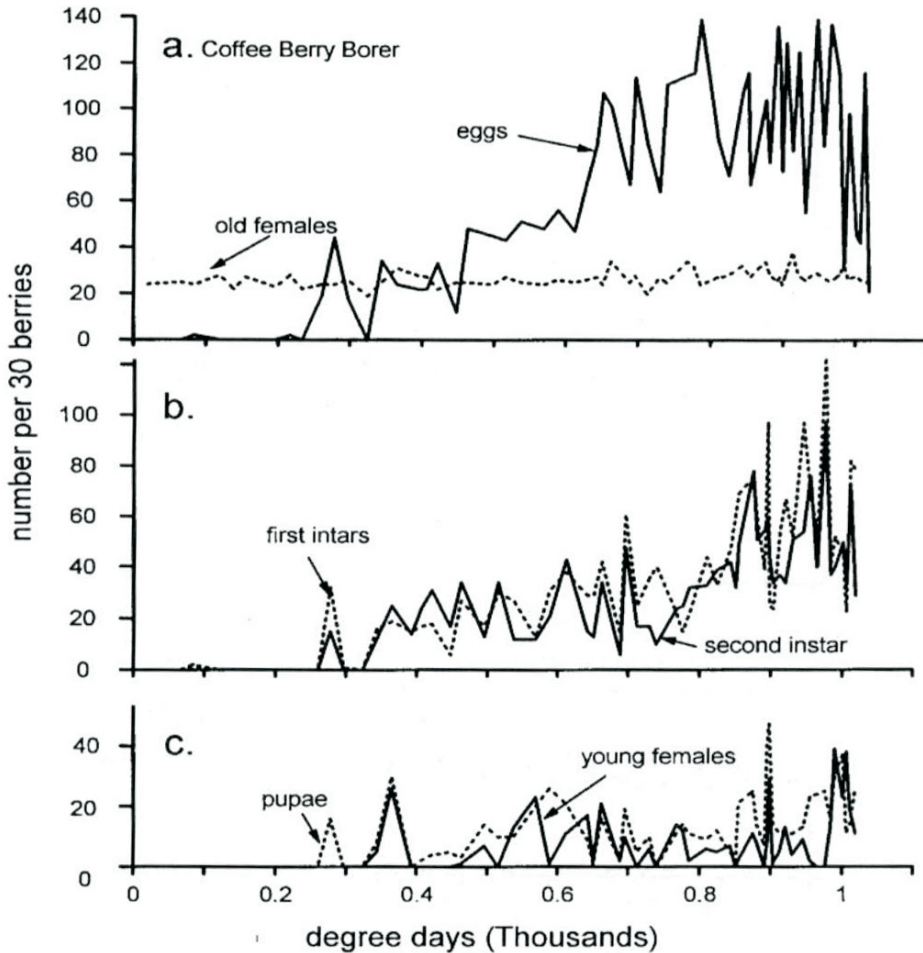 140
a. Coffee Berry Borer
120
100
eggs
80
60
old females
40
20
0
number per 30 berries
b.
100
80
60
first intars
40
20
second instar
0
c.
40
young females
pupae
20
0
0 0.2 0.4 0.6 0.8 1
degree days (Thousands)